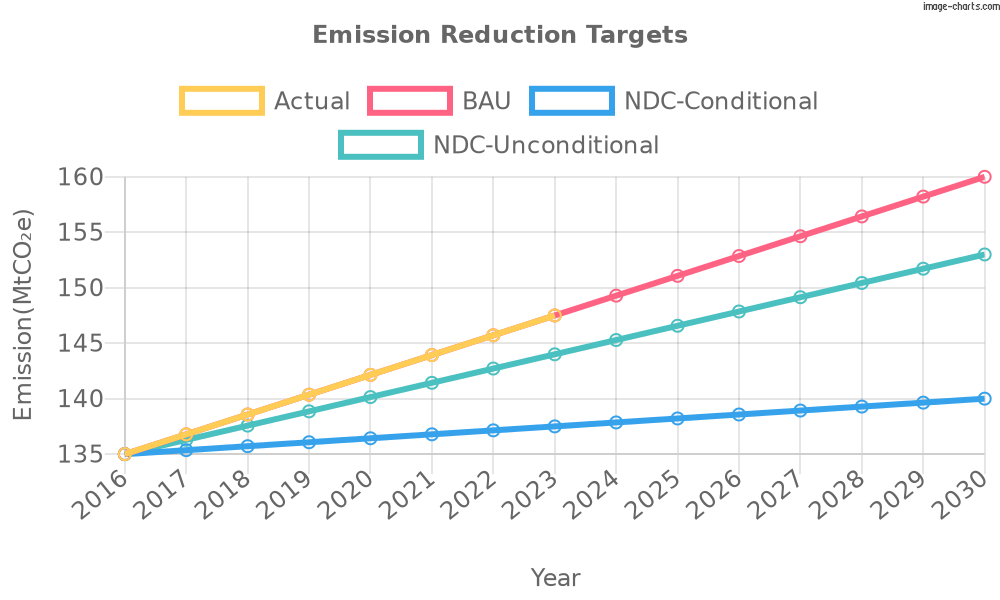 image-charts.com
Emission Reduction Targets
Actual BAU NDC-Conditional
NDC-Unconditional
160
155
150
145
140
135
Emission(MtCO₂e)
2016 2017 2018 2019 2020 2021 2022 2023 2024 2025 2026 2027 2028 2029 2030
Year